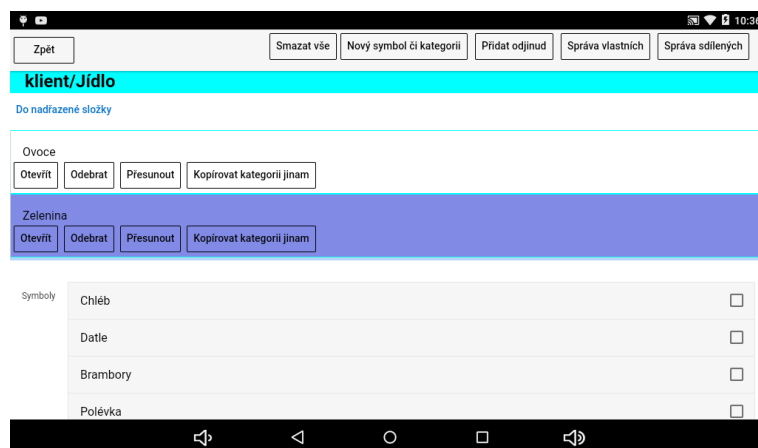 10:36
Zpět Smazat vše Nový symbol či kategorii Přidat odjinud Správa vlastních Správa sdílených
klient/Jídlo
Do nadřazené složky
Ovoce
Otevřít Odebrat Přesunout Kopírovat kategorii jinam
Zelenina
Otevřít Odebrat Přesunout Kopírovat kategorii jinam
Symboly Chléb
Datle
Brambory
Polévka